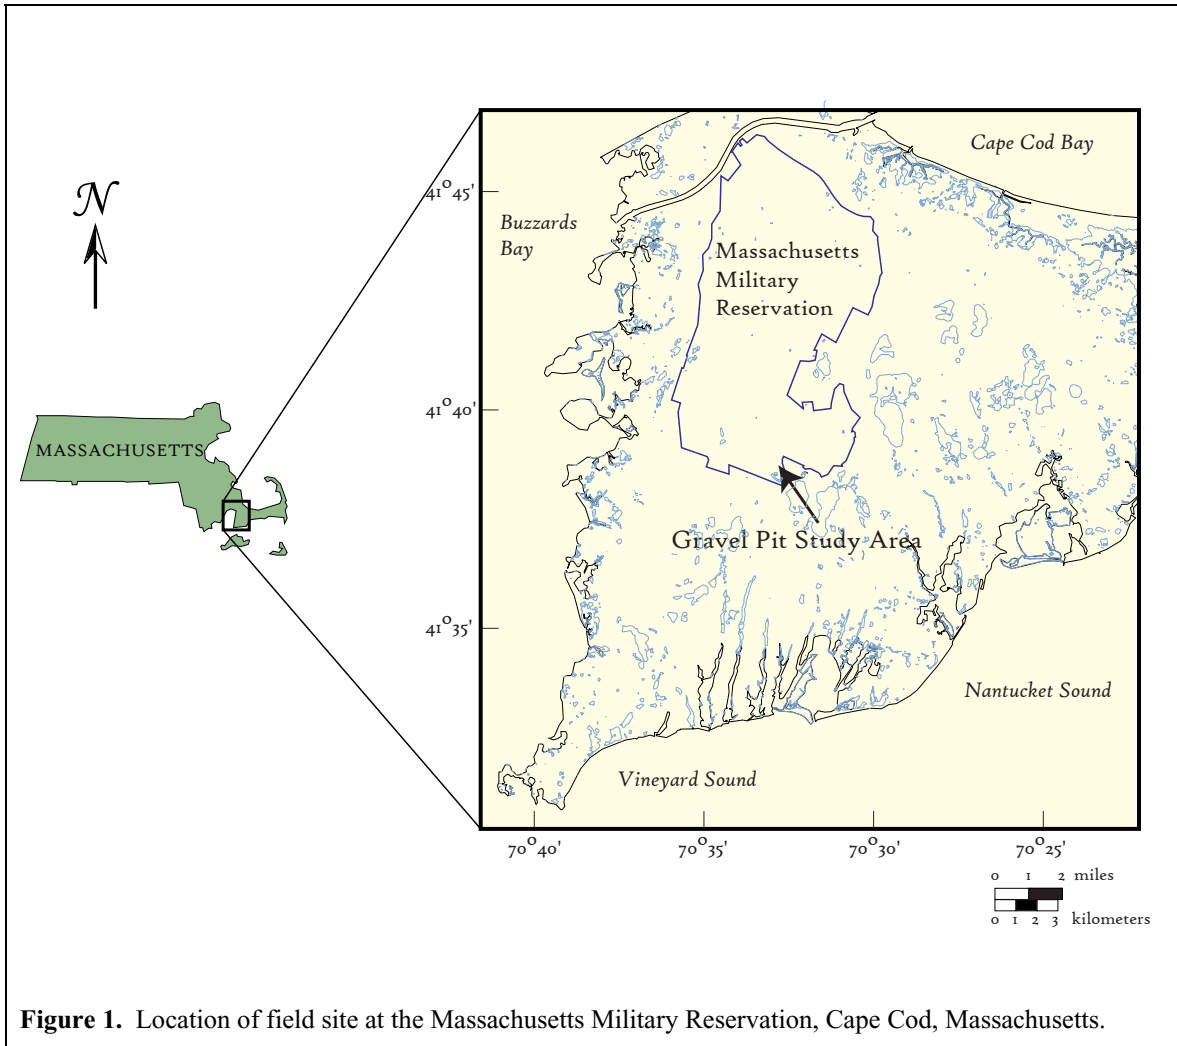 N
MASSACHUSETTS
Cape Cod Bay
Buzzards
Bay
Massachusetts
Military
Reservation
Gravel Pit Study Area
Nantucket Sound
Vineyard Sound
41°45'
41°40'
41°35'
70°40'
70°35'
70°30'
70°25'
0 1 2 miles
0 1 2 3 kilometers
Figure 1. Location of field site at the Massachusetts Military Reservation, Cape Cod, Massachusetts.